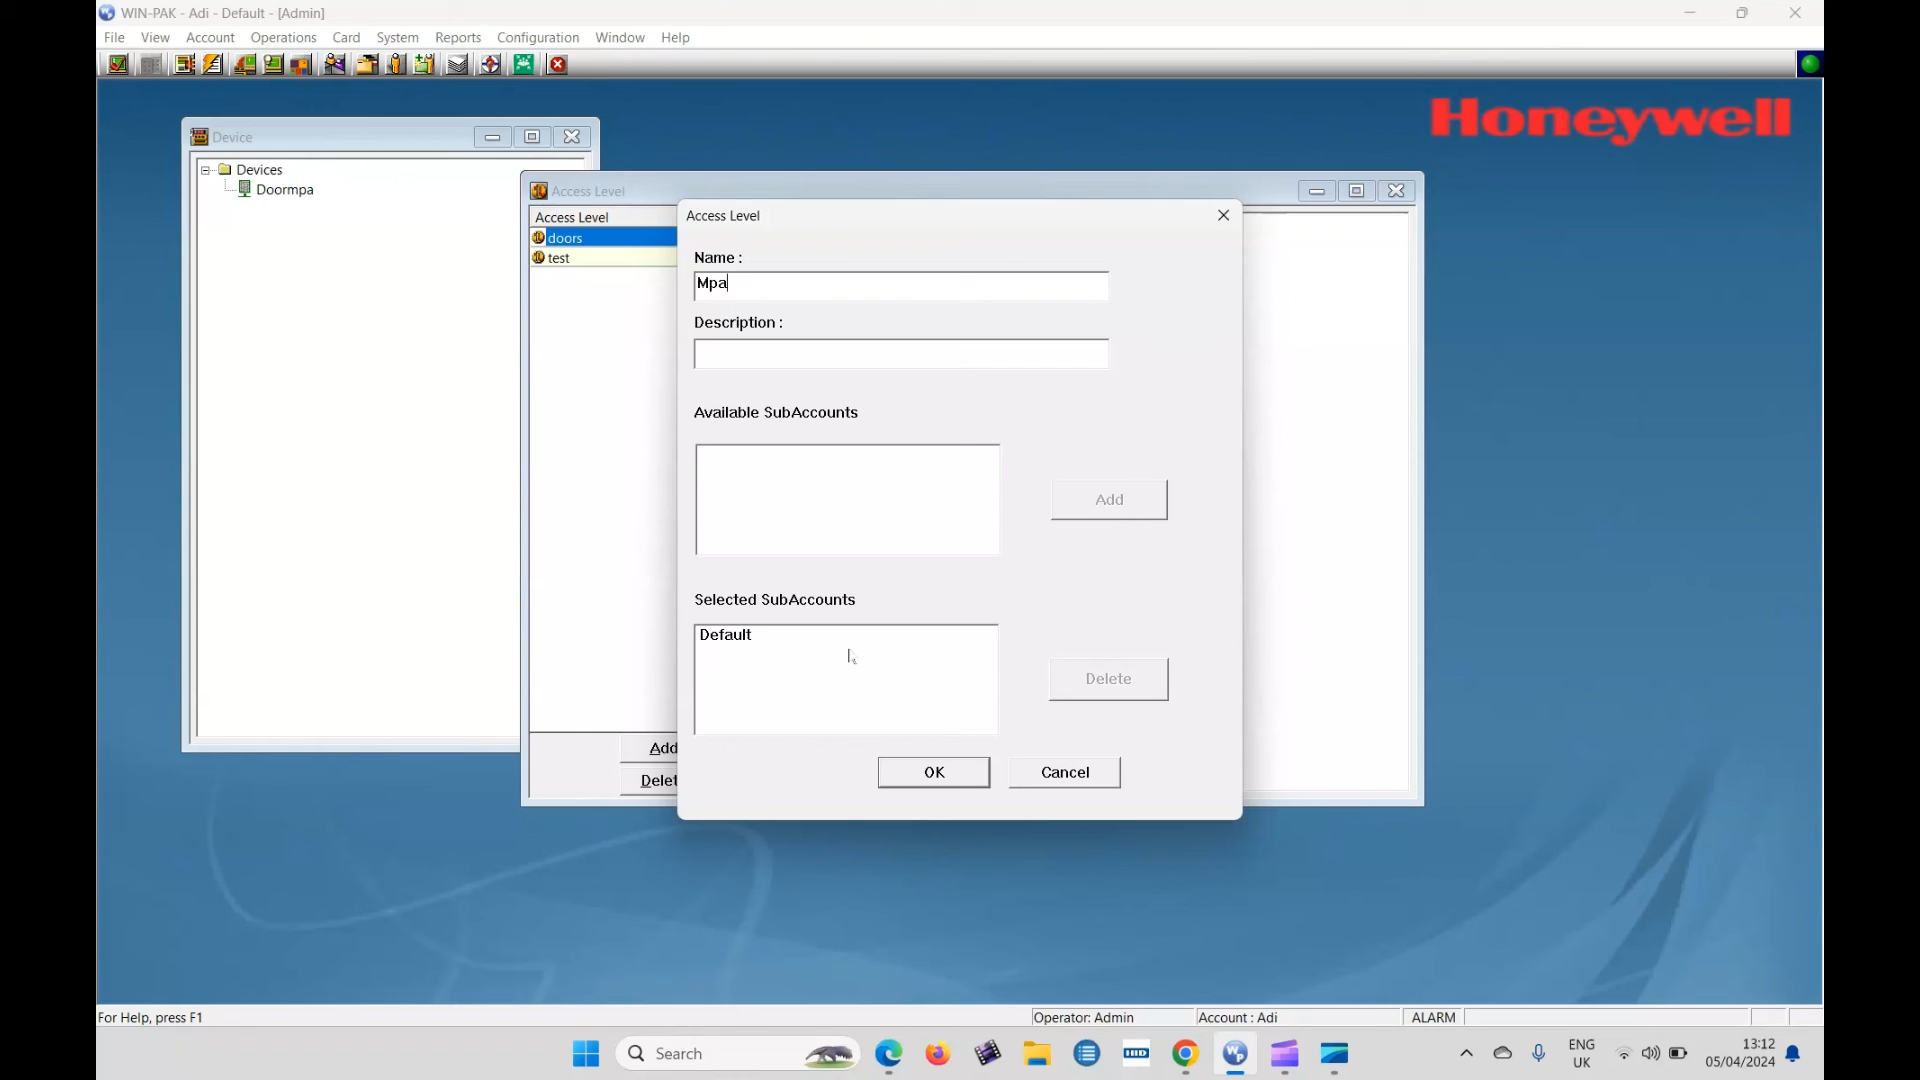 WIN-PAK - Adi - Default - [Admin]
File View Account Operations Card System Reports Configuration Window Help
Honeywell
Device
Devices
Doormpa
Access Level
Access Level
doors
test
Add
Delet
Access Level
Name :
Mpa
Description :
Available SubAccounts
Add
Selected SubAccounts
Default
Delete
OK Cancel
For Help, press F1
Operator: Admin
Account : Adi
ALARM
Search
HID
WP
ENG
UK
13:12
05/04/2024